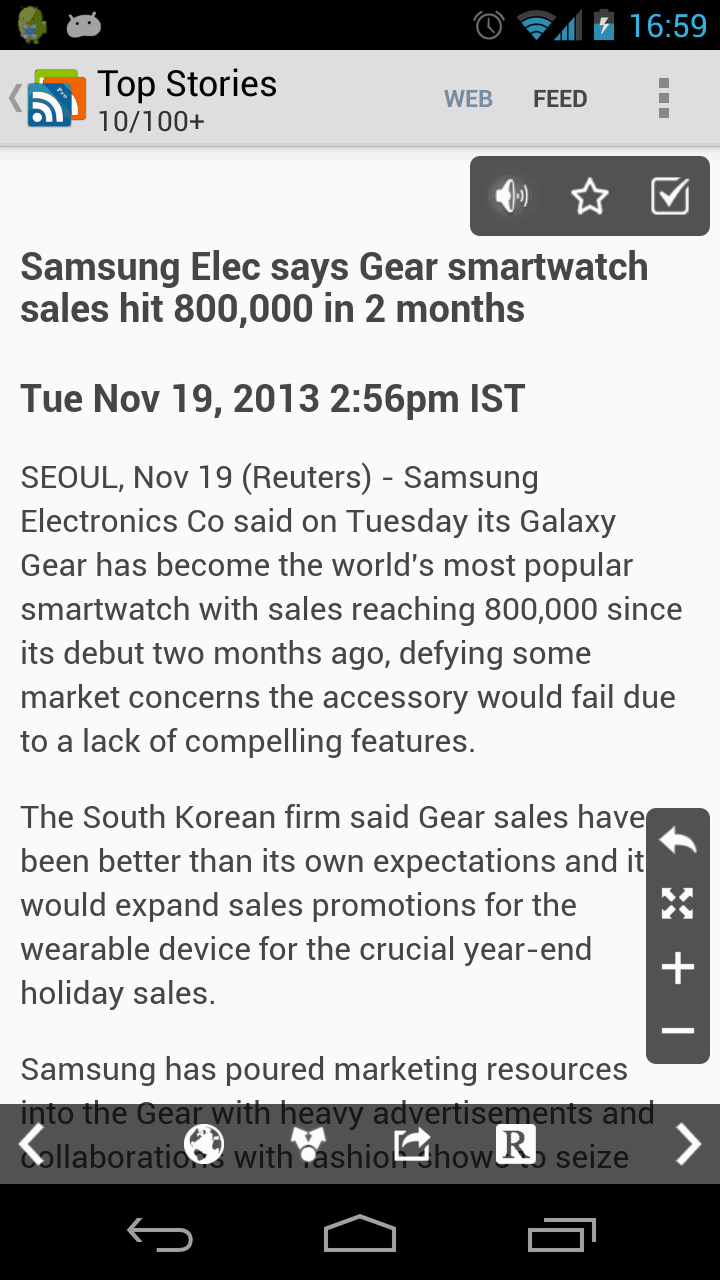 16:59
Top Stories
10/100+
WEB
FEED
Pro
Samsung Elec says Gear smartwatch
sales hit 800,000 in 2 months
Tue Nov 19, 2013 2:56pm IST
SEOUL, Nov 19 (Reuters) - Samsung
Electronics Co said on Tuesday its Galaxy
Gear has become the world's most popular
smartwatch with sales reaching 800,000 since
its debut two months ago, defying some
market concerns the accessory would fail due
to a lack of compelling features.
The South Korean firm said Gear sales have
been better than its own expectations and it
would expand sales promotions for the
wearable device for the crucial year-end
holiday sales.
Samsung has poured marketing resources
into the Gear with heavy advertisements and
collaborations with fashion shows to seize
R